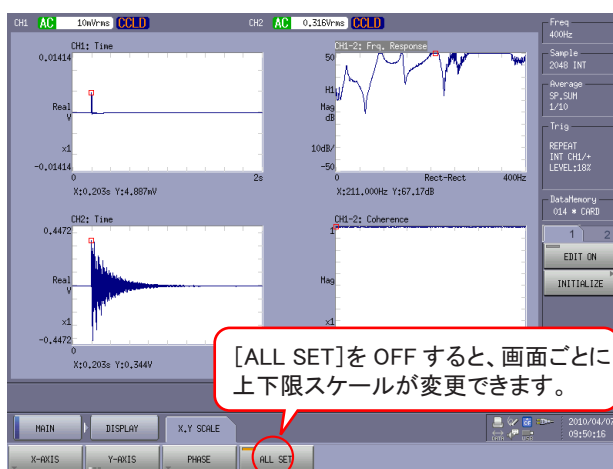 CH1 AC 10mVrms CCLD CH2 AC 0.316Vrms CCLD
CH1: Time
0.01414
Real
V
x1
-0.01414
0 2s
X:0.203s Y:4.887mV
CH1-2: Frq. Response
50
H1
Mag
dB
10dB/
-50
0 Rect-Rect 400Hz
X:211.000Hz Y:67.17dB
CH2: Time
0.4472
Real
V
x1
-0.4472
0
X:0.203s Y:0.344V
CH1-2: Coherence
1
Mag
x1
Freq
400Hz
Sample
2048 INT
Average
SP.SUM
1/10
Trig
REPEAT
INT CH1/+
LEVEL:18%
DataMemory
014 * CARD
1 2
EDIT ON
INITIALIZE
[ALL SET]を OFF すると、画面ごとに
上下限スケールが変更できます。
MAIN DISPLAY X.Y SCALE
2010/04/07
09:50:16
X-AXIS Y-AXIS PHASE ALL SET